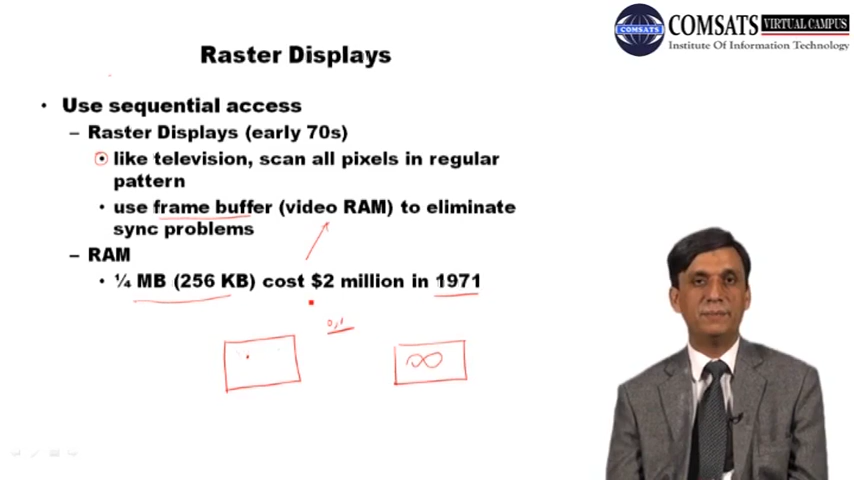 COMSATS VIRTUAL CAMPUS
COMSATS
Institute Of Information Technology
Raster Displays
• Use sequential access
– Raster Displays (early 70s)
• like television, scan all pixels in regular
pattern
• use frame buffer (video RAM) to eliminate
sync problems
– RAM
• ¼ MB (256 KB) cost $2 million in 1971
0,1
∞